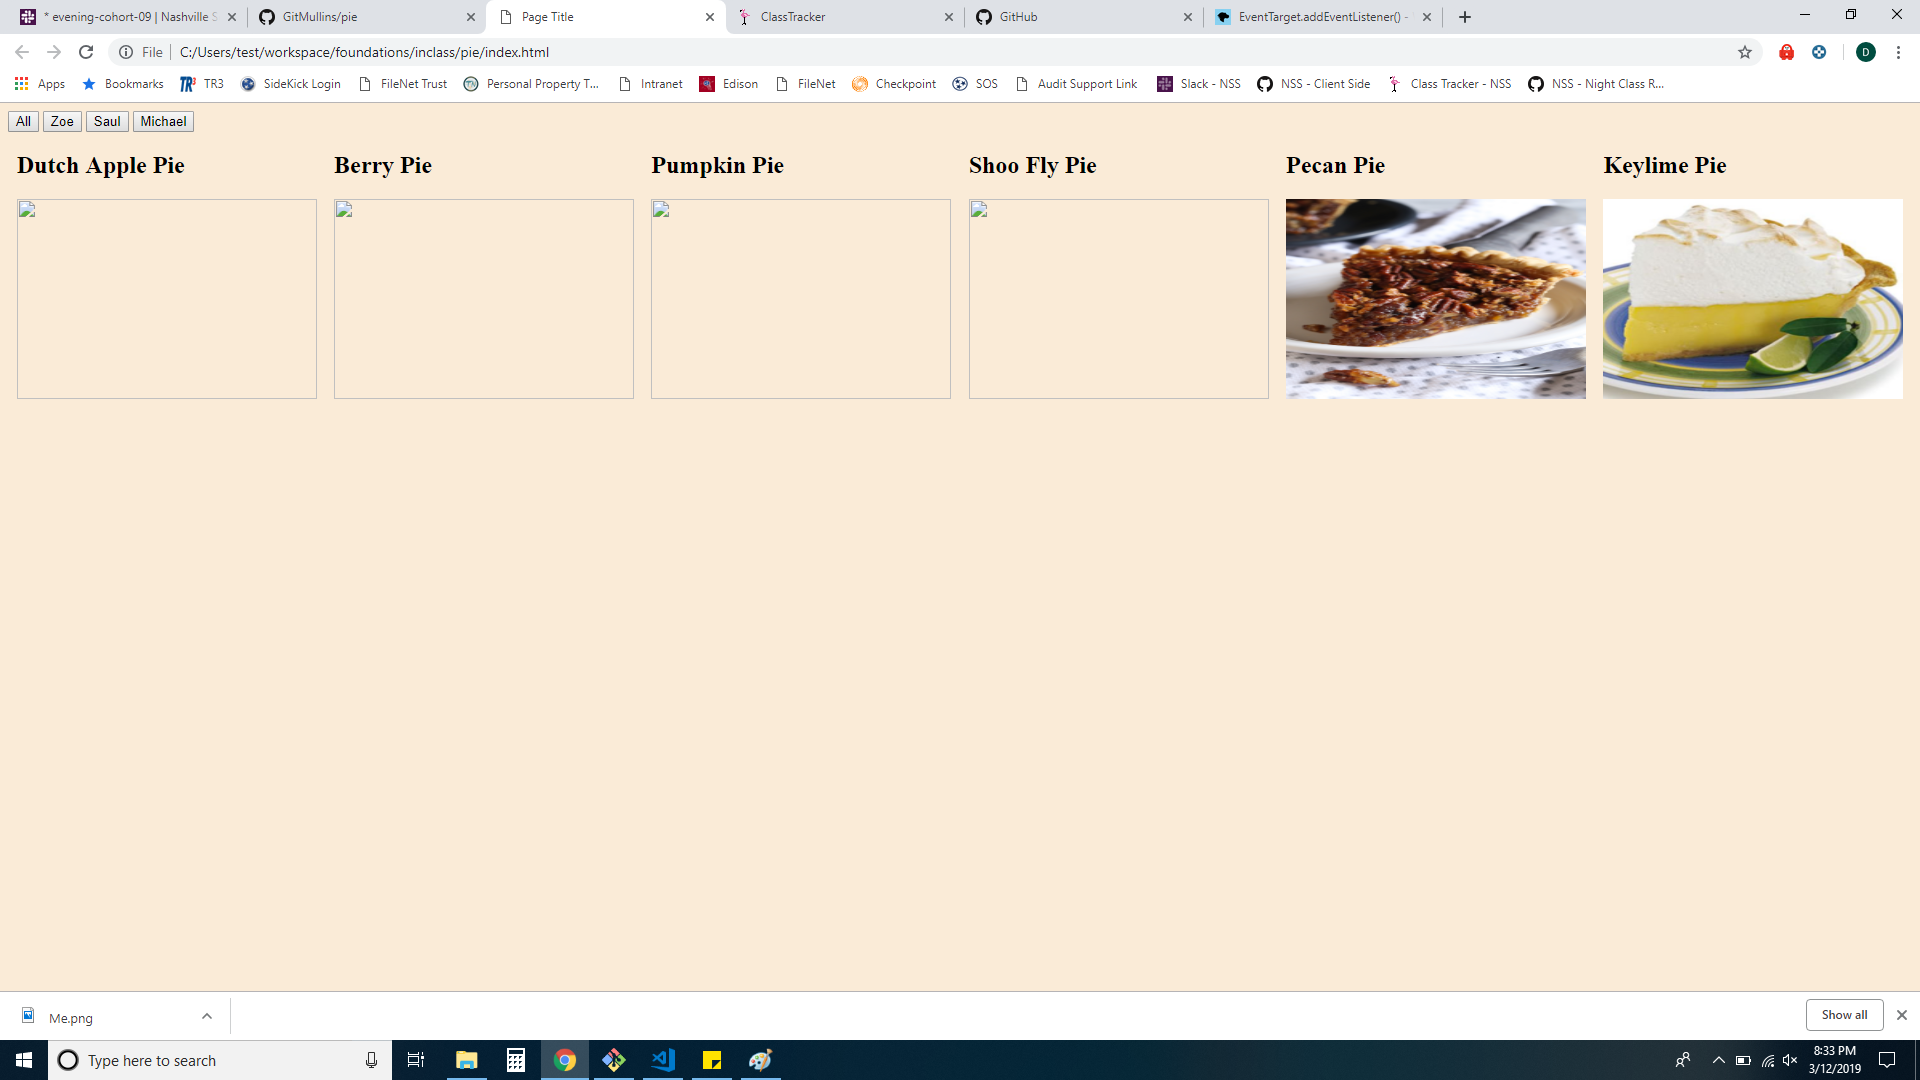 * evening-cohort-09 | Nashville S
GitMullins/pie
Page Title
ClassTracker
GitHub
EventTarget.addEventListener() -
File
C:/Users/test/workspace/foundations/inclass/pie/index.html
D
Apps
Bookmarks
TR3
SideKick Login
FileNet Trust
Personal Property T...
Intranet
Edison
FileNet
Checkpoint
SOS
Audit Support Link
Slack - NSS
NSS - Client Side
Class Tracker - NSS
NSS - Night Class R...
All Zoe Saul Michael
Dutch Apple Pie
Berry Pie
Pumpkin Pie
Shoo Fly Pie
Pecan Pie
Keylime Pie
Me.png
Show all
Type here to search
8:33 PM
3/12/2019